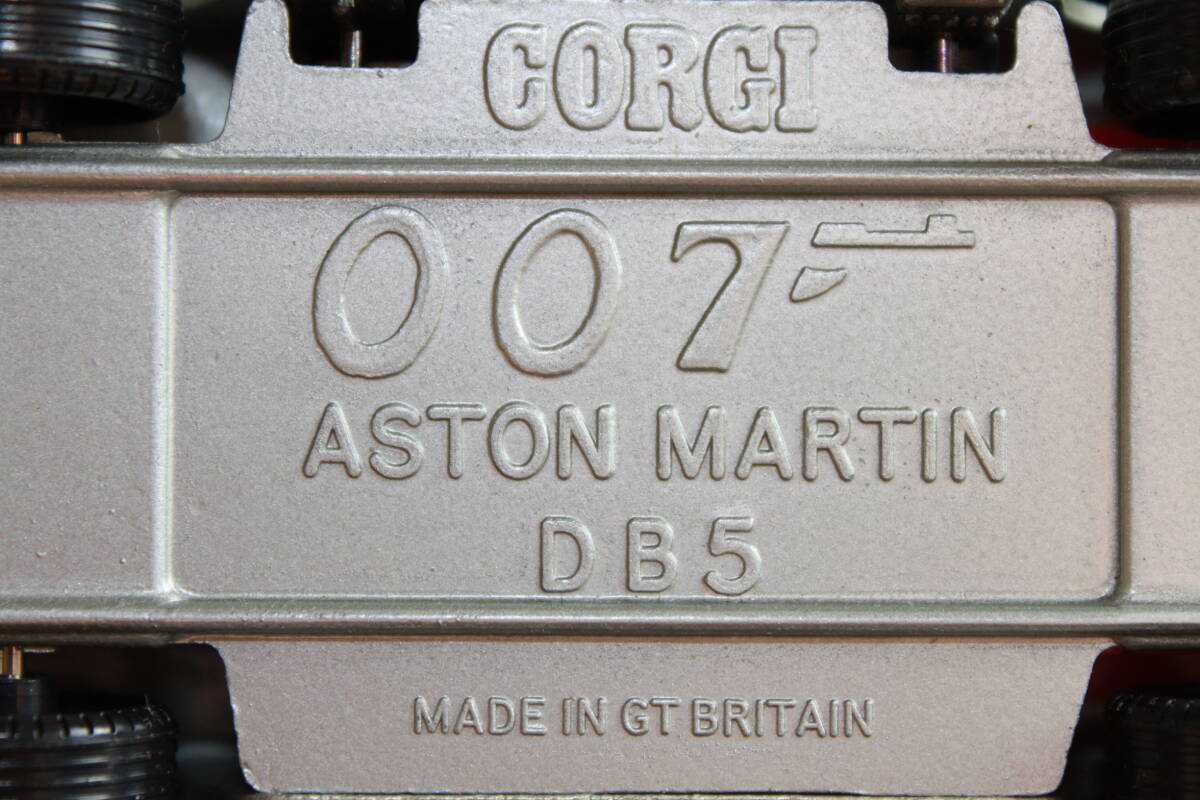 CORGI
007
ASTON MARTIN
DB5
MADE IN GT BRITAIN